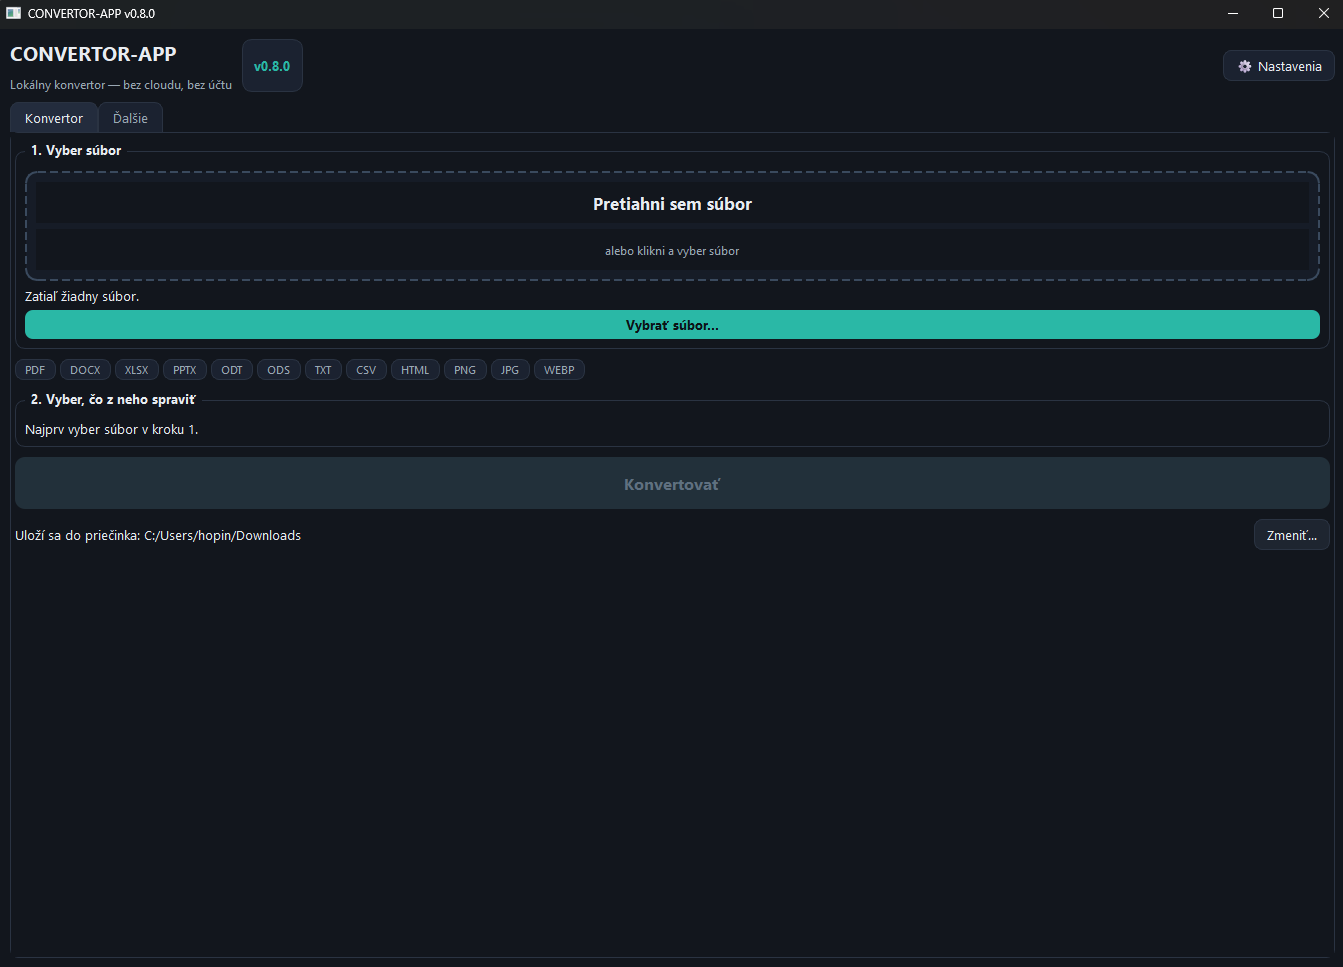 CONVERTOR-APP v0.8.0
CONVERTOR-APP
v0.8.0
Lokálny konvertor — bez cloudu, bez účtu
Nastavenia
Konvertor
Ďalšie
1. Vyber súbor
Pretiahni sem súbor
alebo klikni a vyber súbor
Zatiaľ žiadny súbor.
Vybrať súbor...
PDF DOCX XLSX PPTX ODT ODS TXT CSV HTML PNG JPG WEBP
2. Vyber, čo z neho spraviť
Najprv vyber súbor v kroku 1.
Konvertovať
Uloží sa do priečinka: C:/Users/hopin/Downloads
Zmeniť...